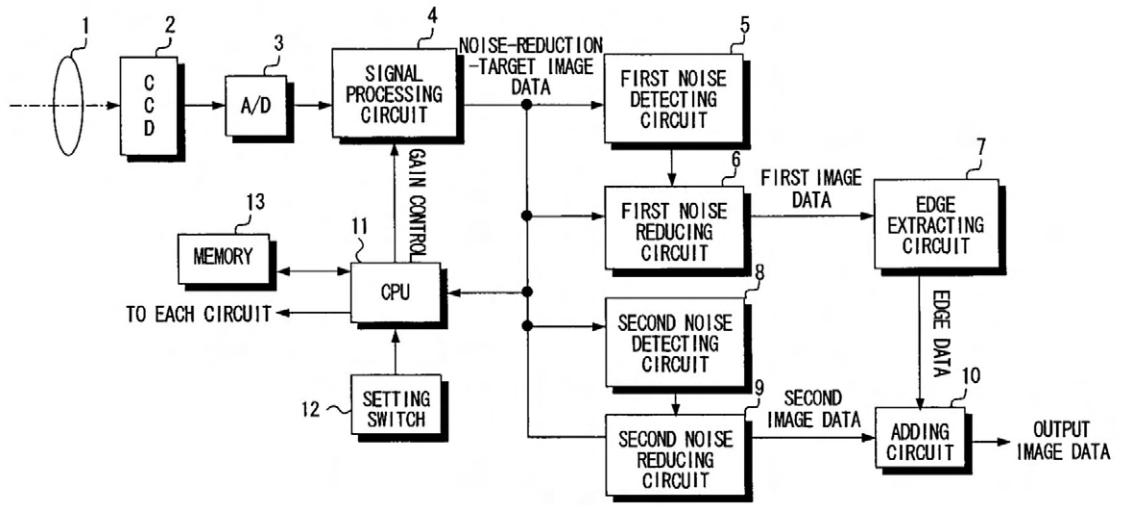 1
2
C
C
D
3
A/D
4
SIGNAL
PROCESSING
CIRCUIT
NOISE-REDUCTION
-TARGET IMAGE
DATA
5
FIRST NOISE
DETECTING
CIRCUIT
6
FIRST NOISE
REDUCING
CIRCUIT
FIRST IMAGE
DATA
7
EDGE
EXTRACTING
CIRCUIT
GAIN CONTROL
13
MEMORY
11
CPU
TO EACH CIRCUIT
12
SETTING
SWITCH
8
SECOND NOISE
DETECTING
CIRCUIT
EDGE DATA
9
SECOND NOISE
REDUCING
CIRCUIT
SECOND
IMAGE DATA
10
ADDING
CIRCUIT
OUTPUT
IMAGE DATA